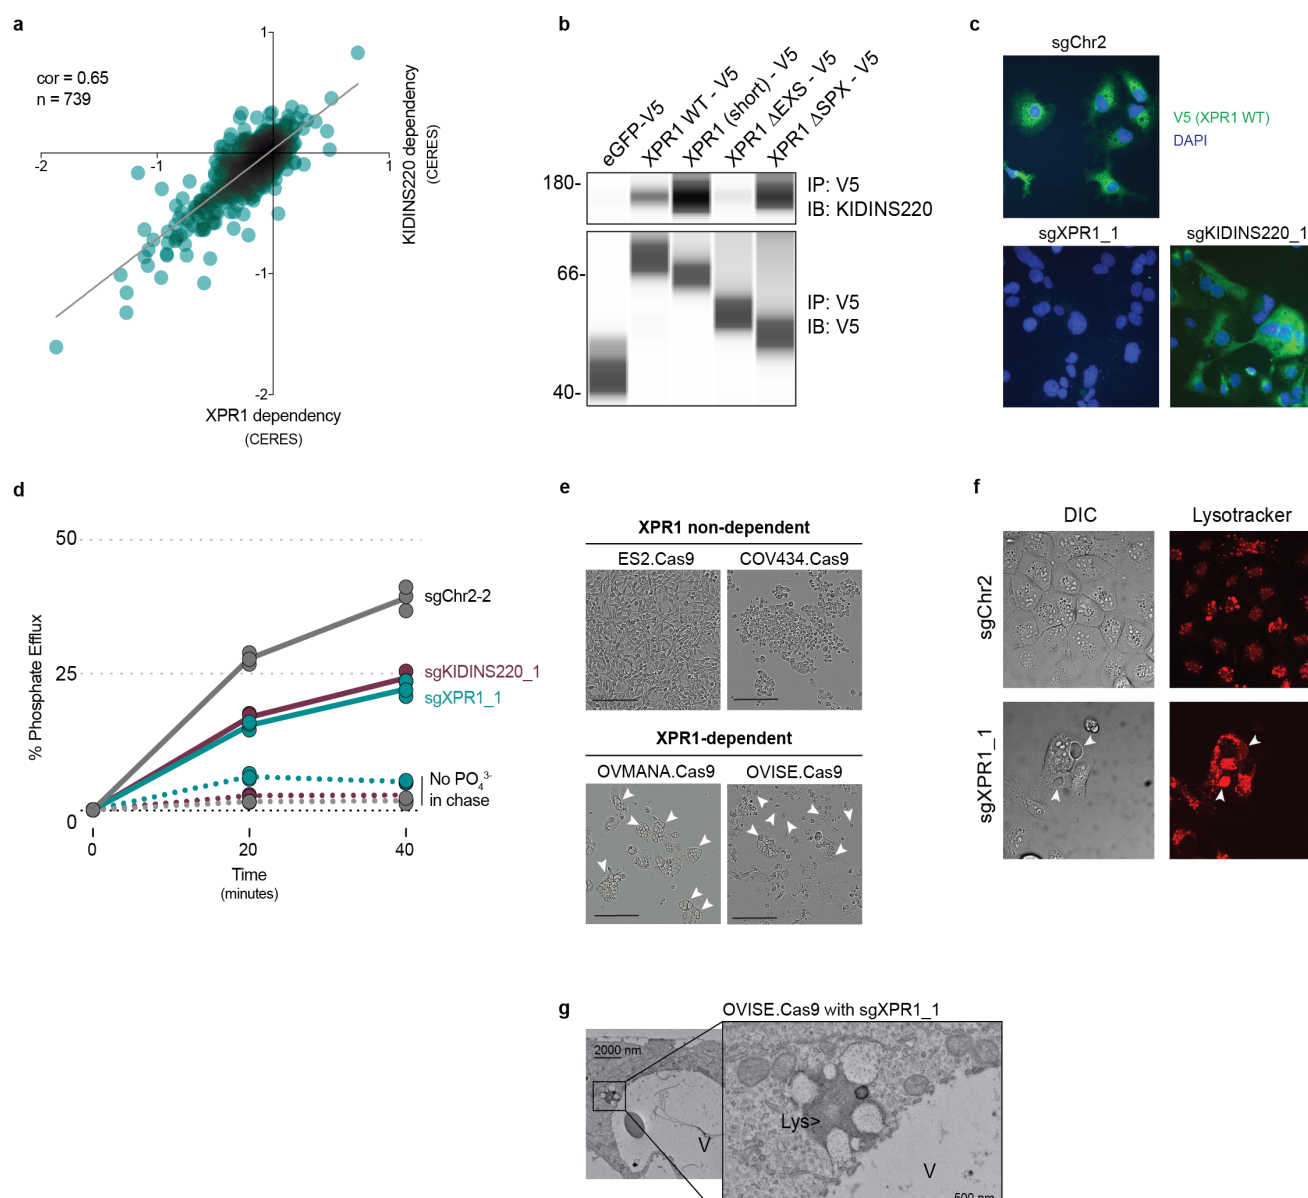 a
cor = 0.65
n = 739
1
-2
-1
1
-1
-2
KIDINS220 dependency
(CERES)
XPR1 dependency
(CERES)
b
eGFP-V5
XPR1 WT - V5
XPR1 (short) - V5
XPR1 ΔEXS - V5
XPR1 ΔSPX - V5
180-
IP: V5
IB: KIDINS220
66-
IP: V5
IB: V5
40-
c
sgChr2
V5 (XPR1 WT)
DAPI
sgXPR1_1
sgKIDINS220_1
d
% Phosphate Efflux
50
25
0
sgChr2-2
sgKIDINS220_1
sgXPR1_1
No PO₄³⁻
in chase
0
20
40
Time
(minutes)
e
XPR1 non-dependent
ES2.Cas9
COV434.Cas9
XPR1-dependent
OVMANA.Cas9
OVISE.Cas9
f
DIC
Lysotracker
sgChr2
sgXPR1_1
g
OVISE.Cas9 with sgXPR1_1
2000 nm
V
Lys>
V
500 nm